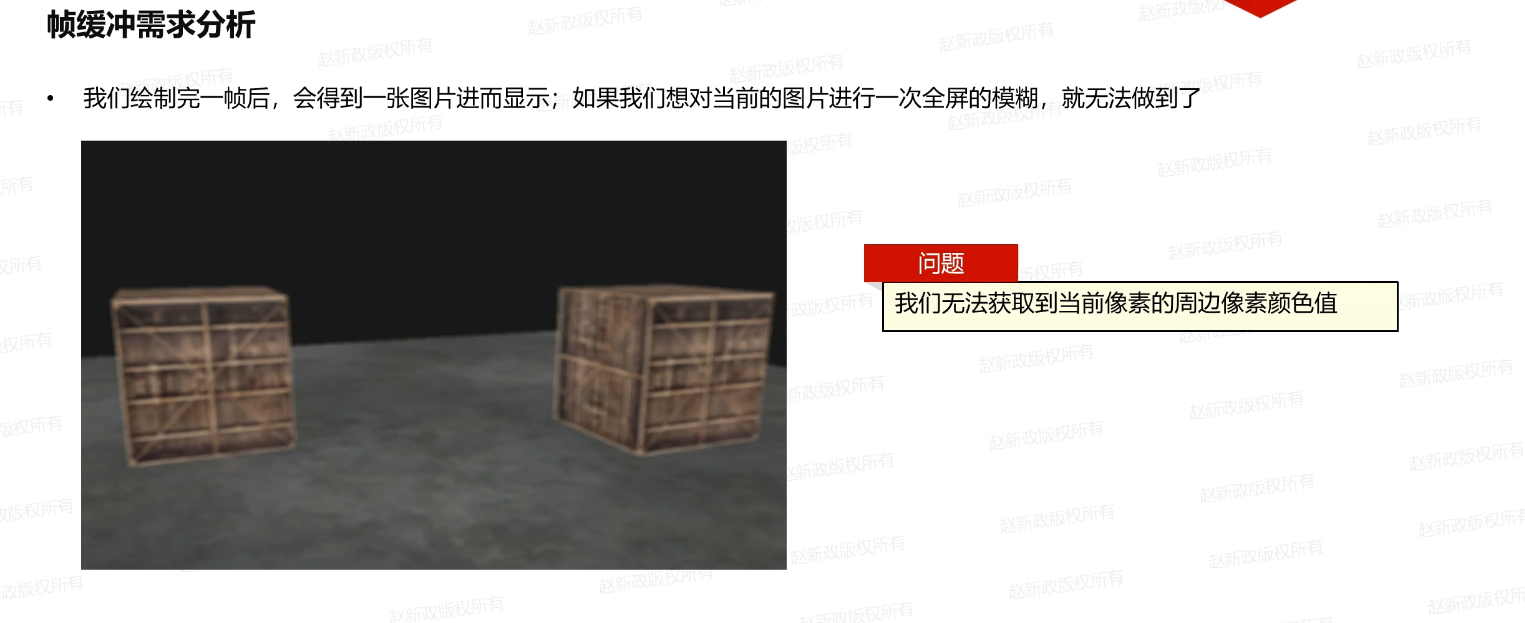 帧缓冲需求分析
• 我们绘制完一帧后，会得到一张图片进而显示；如果我们想对当前的图片进行一次全屏的模糊，就无法做到了
问题
我们无法获取到当前像素的周边像素颜色值
赵新政版权所有